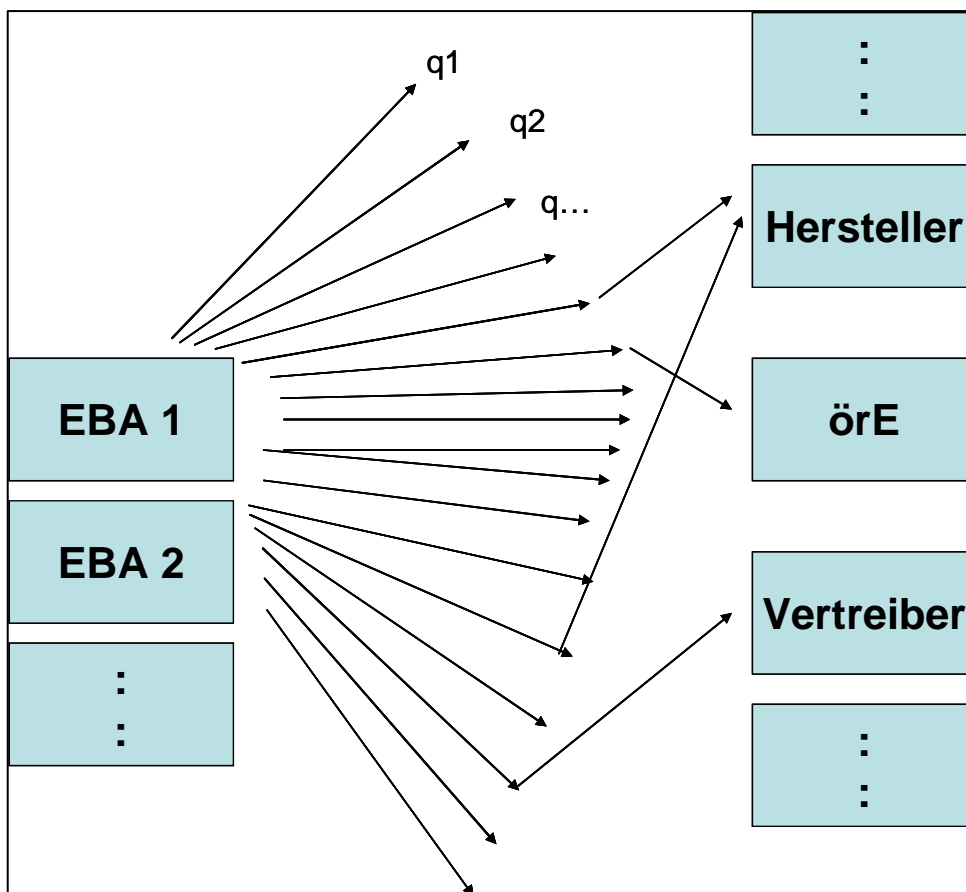 q1
q2
q…
EBA 1
EBA 2
:
:
:
:
Hersteller
örE
Vertreiber
:
: